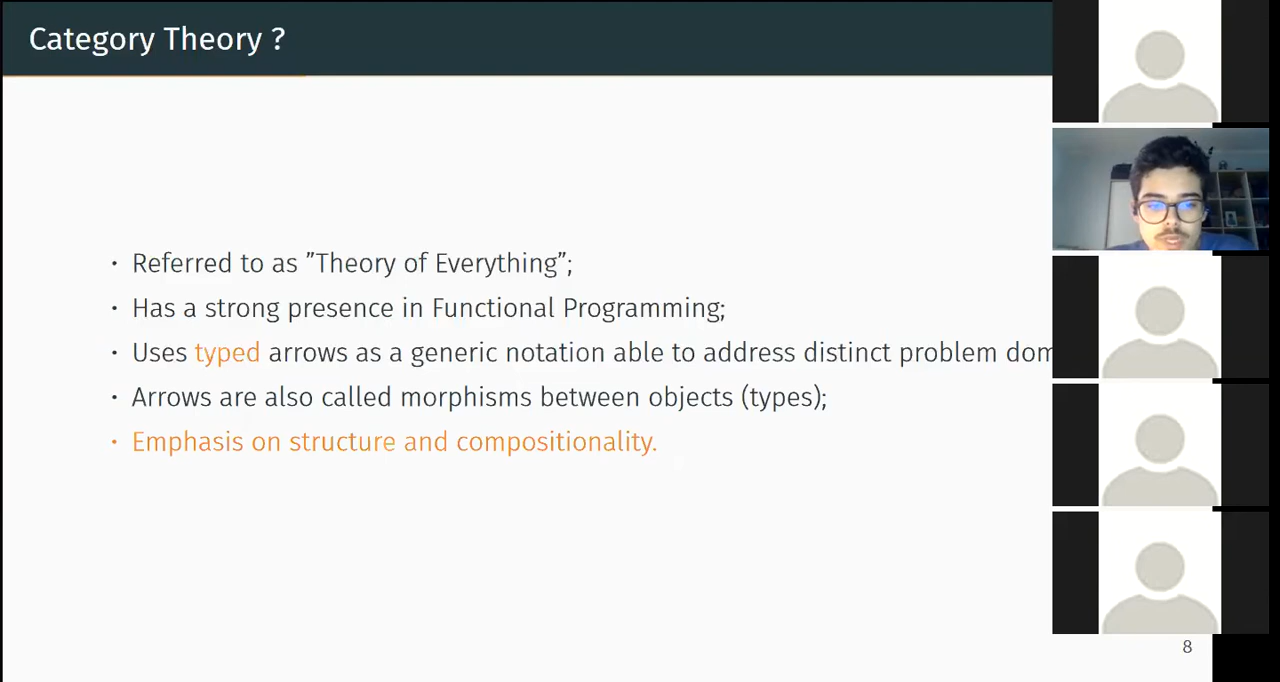 Category Theory ?
· Referred to as ”Theory of Everything”;
· Has a strong presence in Functional Programming;
· Uses typed arrows as a generic notation able to address distinct problem
· Arrows are also called morphisms between objects (types);
· Emphasis on structure and compositionality.
8